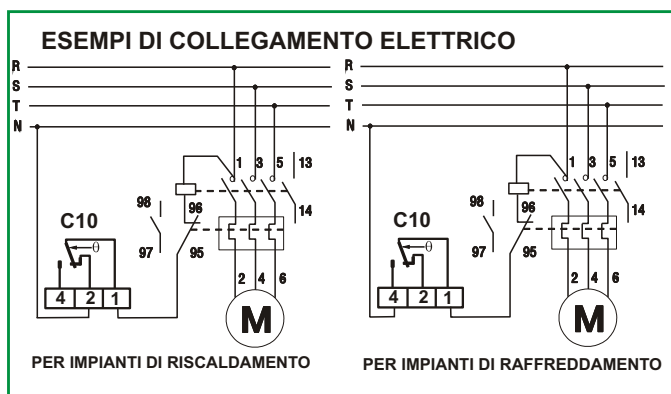 ESEMPI DI COLLEGAMENTO ELETTRICO
R
S
T
N
1 3 5 13
98 96 14
C10
97 95
θ
2 4 6
4 2 1
M
PER IMPIANTI DI RISCALDAMENTO
R
S
T
N
1 3 5 13
98 96 14
C10
97 95
θ
2 4 6
4 2 1
M
PER IMPIANTI DI RAFFREDDAMENTO